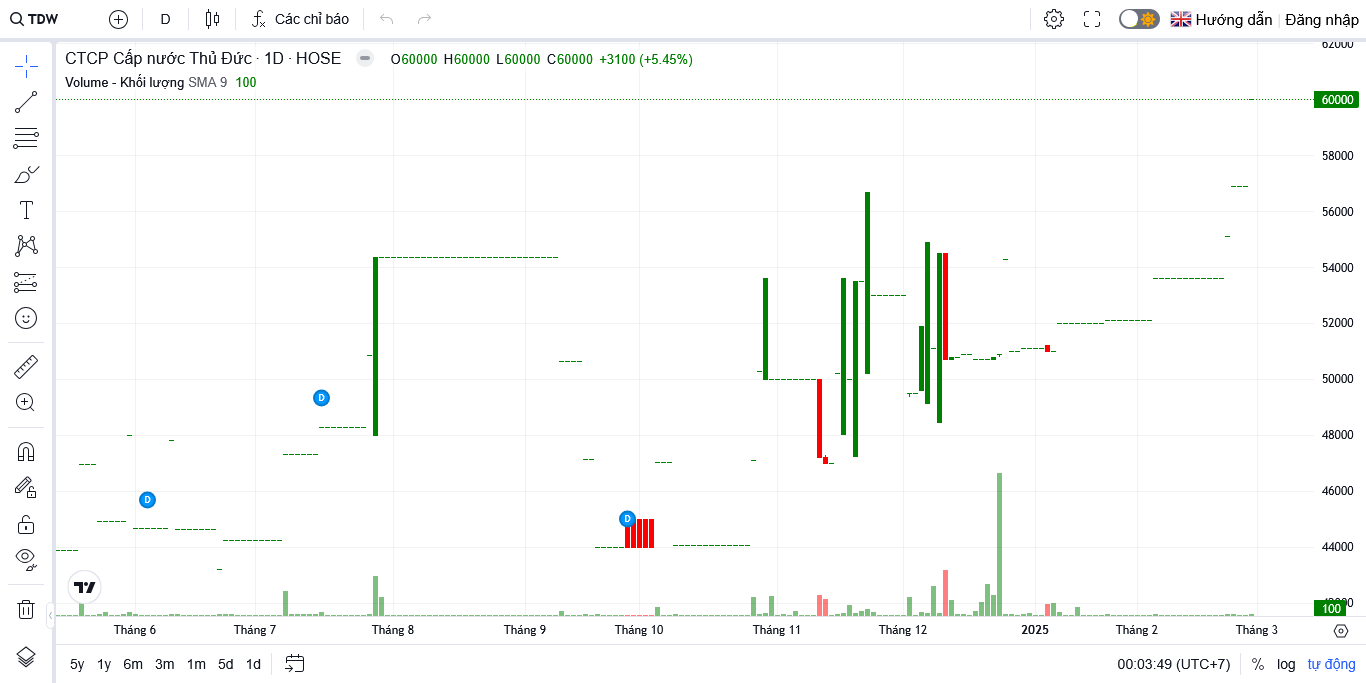 TDW D Các chỉ báo Hướng dẫn Đăng nhập
CTCP Cấp nước Thủ Đức · 1D · HOSE O60000 H60000 L60000 C60000 +3100 (+5.45%)
Volume - Khối lượng SMA 9 100
62000
60000
58000
56000
54000
52000
50000
48000
46000
44000
100
D
D
D
Tháng 6 Tháng 7 Tháng 8 Tháng 9 Tháng 10 Tháng 11 Tháng 12 2025 Tháng 2 Tháng 3
5y 1y 6m 3m 1m 5d 1d 00:03:49 (UTC+7) % log tự động